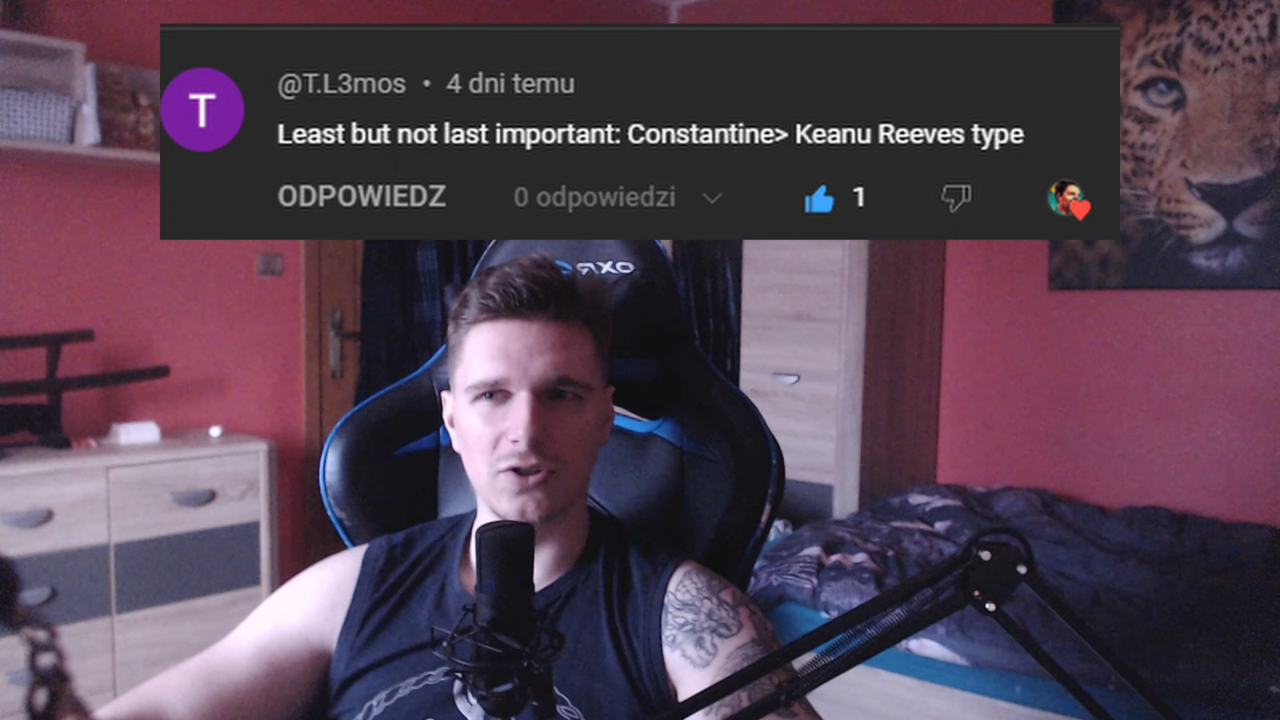 T
@T.L3mos • 4 dni temu
Least but not last important: Constantine> Keanu Reeves type
ODPOWIEDZ 0 odpowiedzi 1